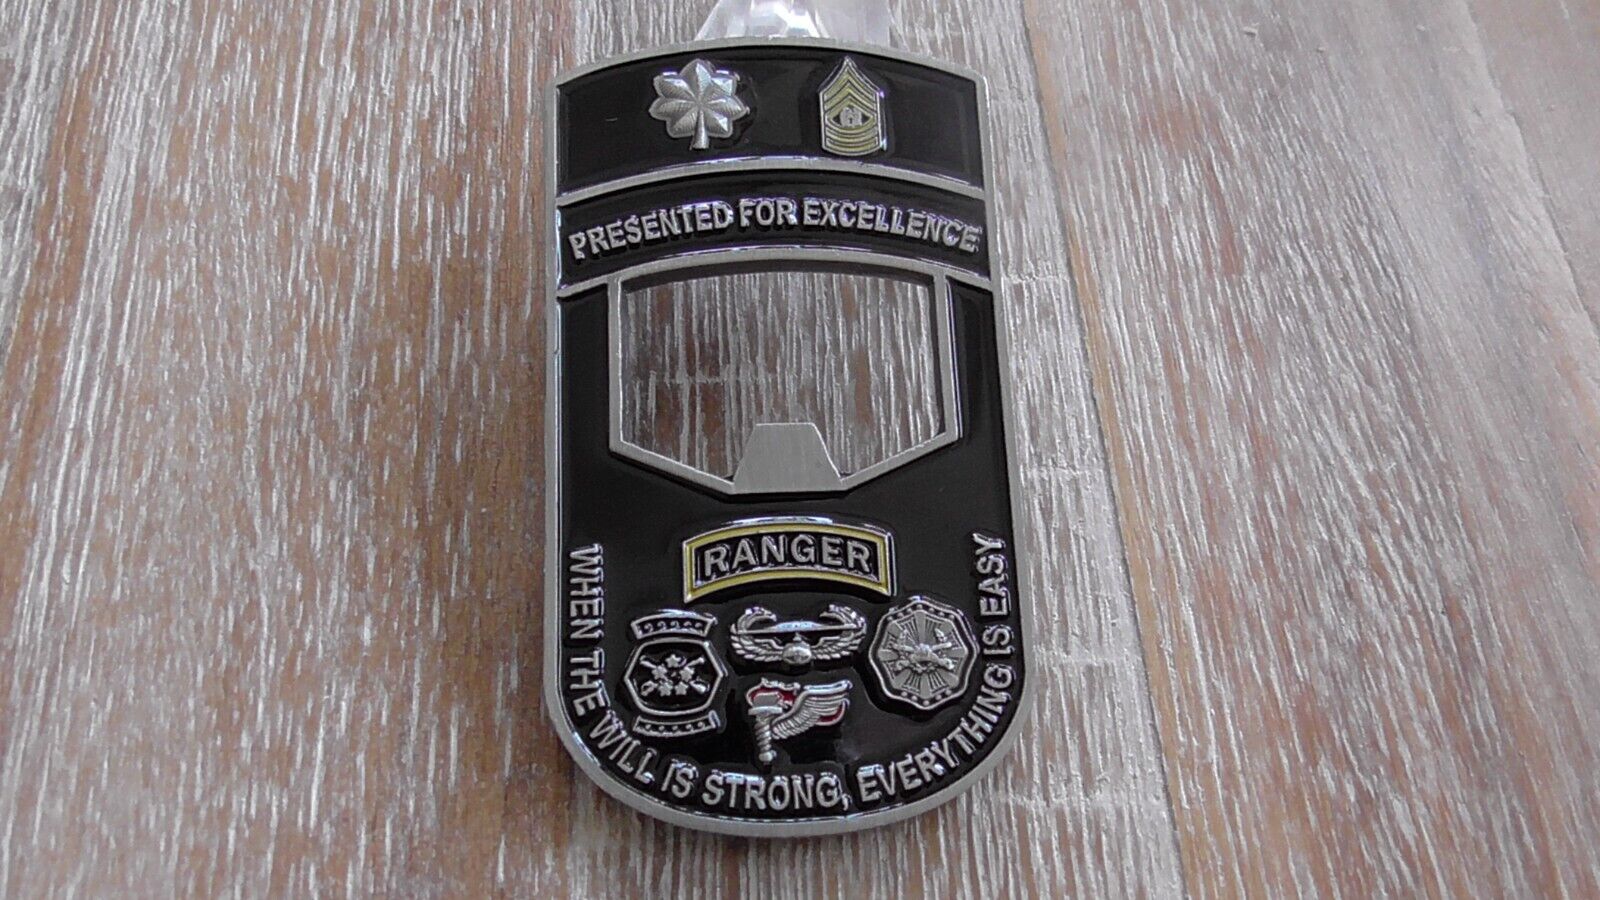 PRESENTED FOR EXCELLENCE
RANGER
WHEN THE WILL IS STRONG, EVERYTHING IS EASY